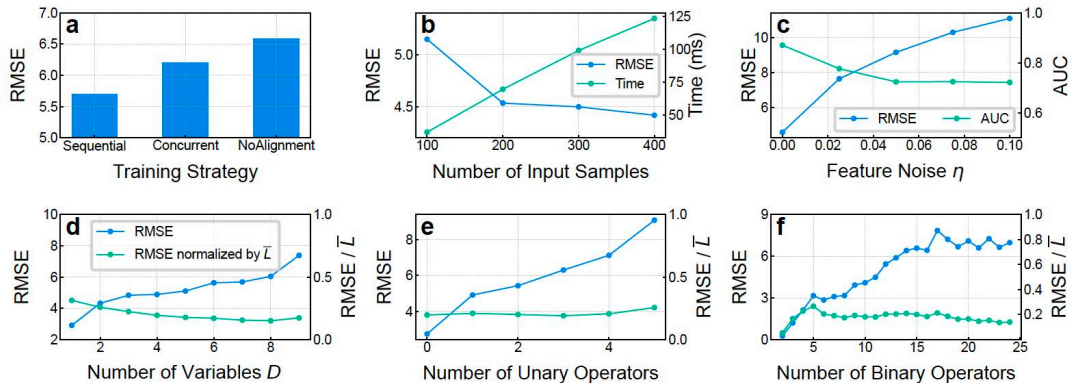 a
RMSE
7.0
6.5
6.0
5.5
5.0
Sequential Concurrent NoAlignment
Training Strategy
b
RMSE
5.0
4.5
RMSE
Time
125
100
75
50
Time (ms)
100 200 300 400
Number of Input Samples
c
RMSE
10
8
6
RMSE AUC
1.0
0.8
0.6
AUC
0.00 0.02 0.04 0.06 0.08 0.10
Feature Noise η
d
RMSE
10
8
6
4
2
RMSE
RMSE normalized by L̅
1.0
0.5
0.0
RMSE / L̅
2 4 6 8
Number of Variables D
e
RMSE
8
6
4
1.0
0.5
0.0
RMSE / L̅
0 2 4
Number of Unary Operators
f
RMSE
9
6
3
0
1.0
0.8
0.6
0.4
0.2
RMSE / L̅
0 5 10 15 20 25
Number of Binary Operators